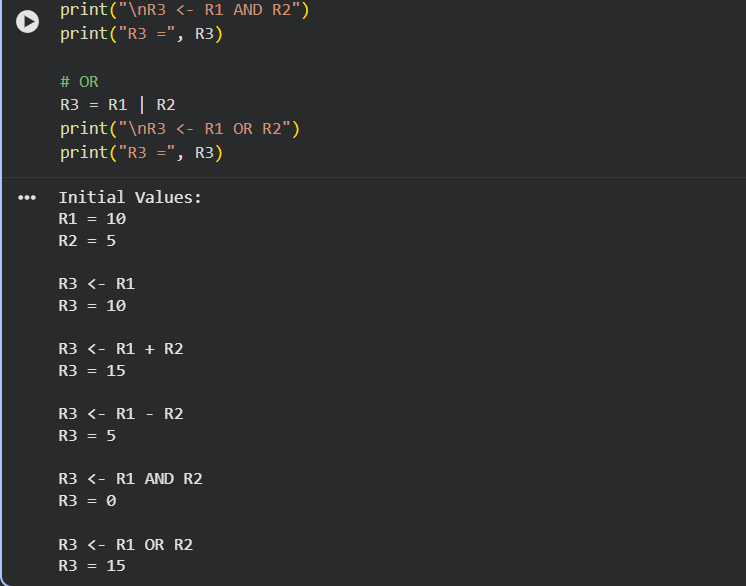 print("\nR3 <- R1 AND R2")
print("R3 =", R3)
# OR
R3 = R1 | R2
print("\nR3 <- R1 OR R2")
print("R3 =", R3)
Initial Values:
R1 = 10
R2 = 5
R3 <- R1
R3 = 10
R3 <- R1 + R2
R3 = 15
R3 <- R1 - R2
R3 = 5
R3 <- R1 AND R2
R3 = 0
R3 <- R1 OR R2
R3 = 15